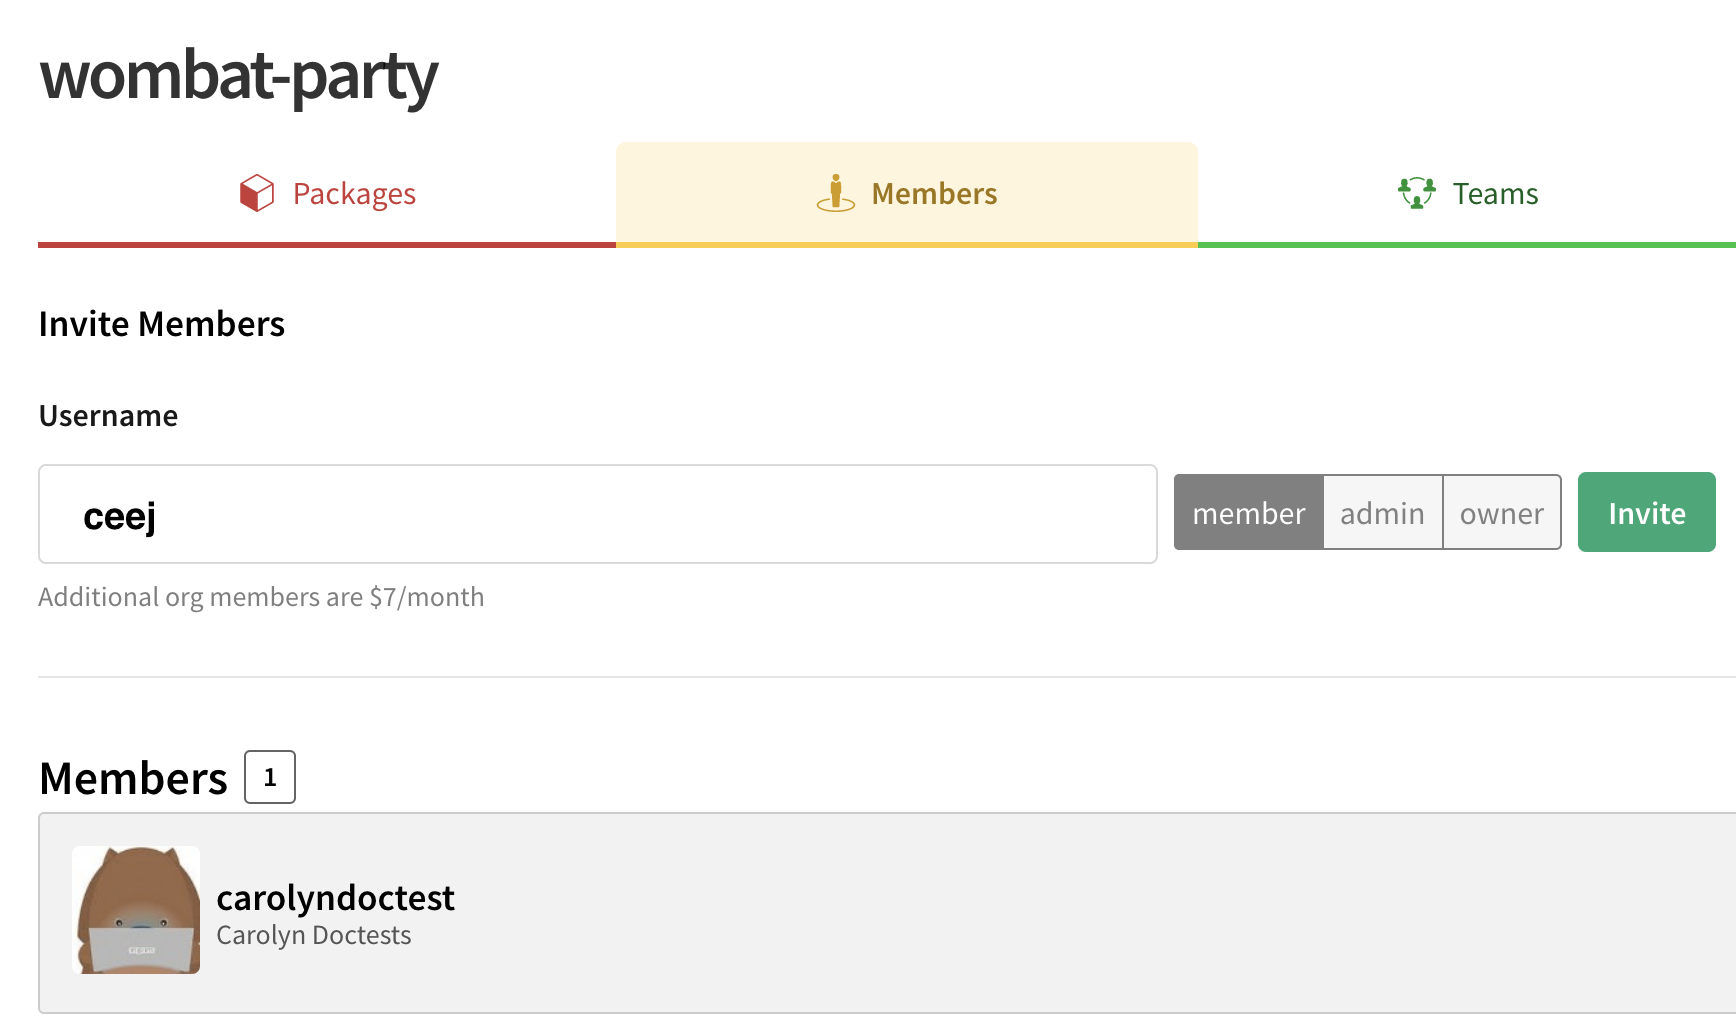 wombat-party
Packages
Members
Teams
Invite Members
Username
ceej
member
admin
owner
Invite
Additional org members are $7/month
Members 1
carolyndoctest
Carolyn Doctests